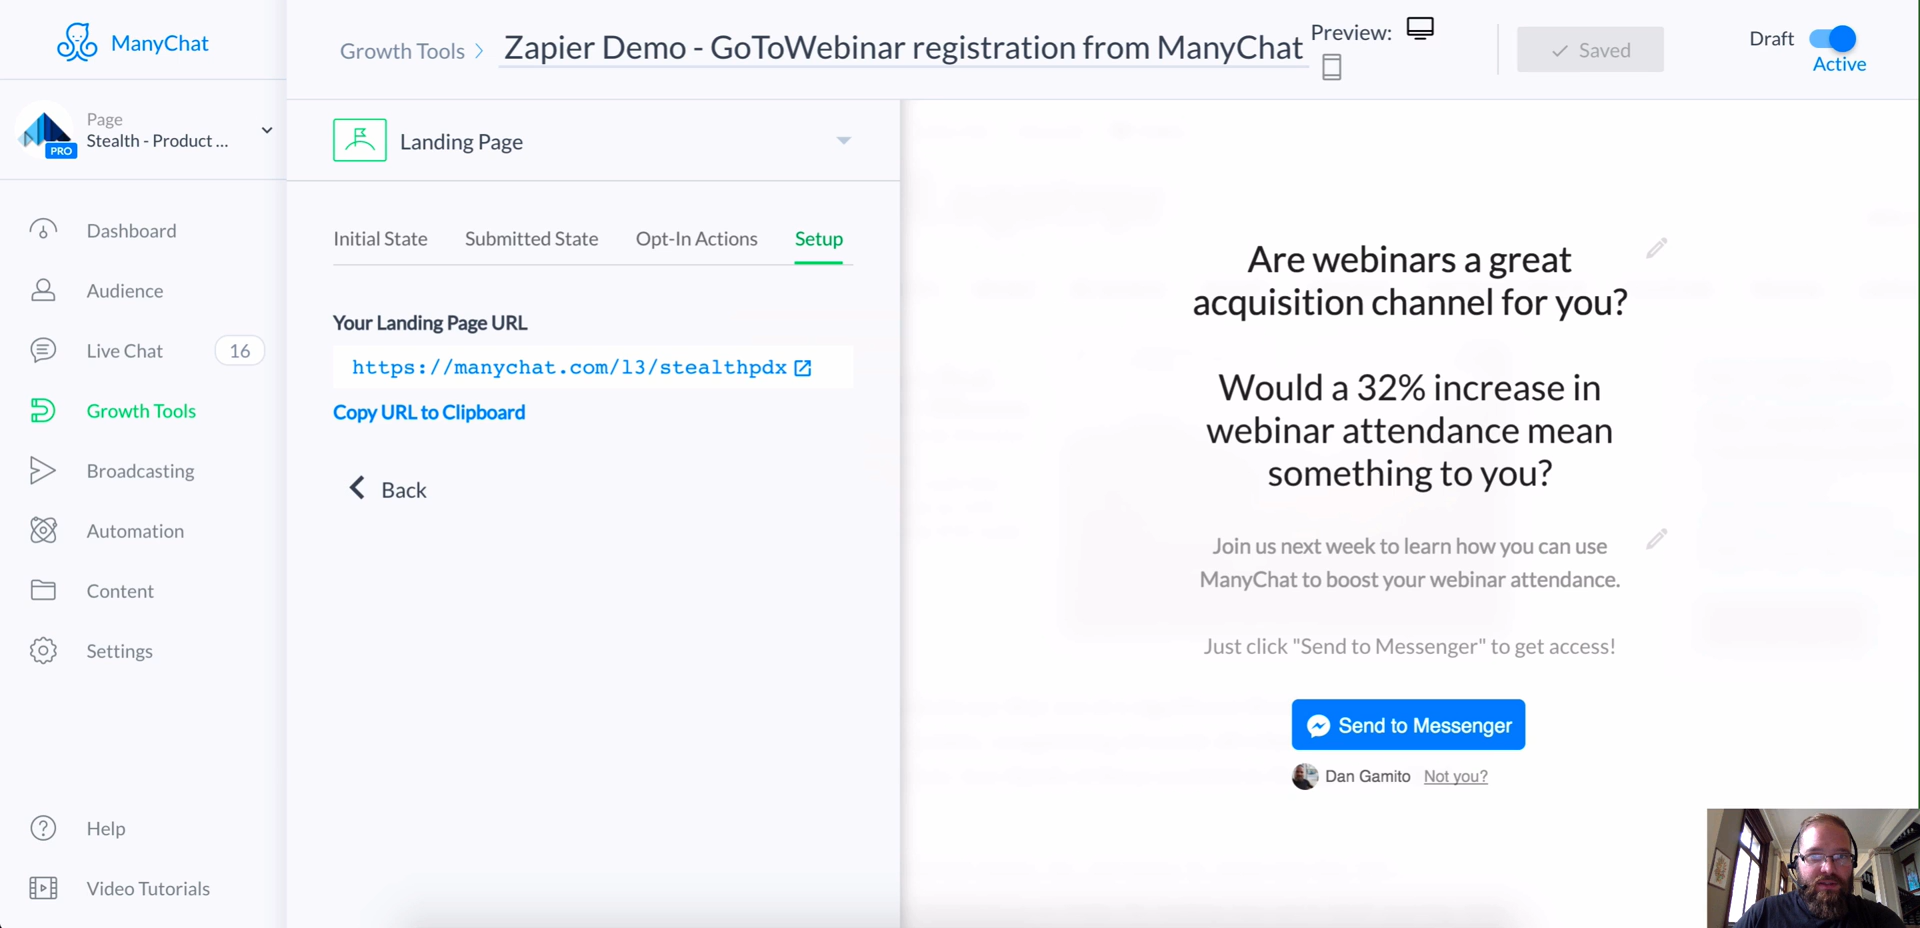 ManyChat
Growth Tools
Zapier Demo - GoToWebinar registration from ManyChat
Preview:
Saved
Draft
Active
Page
Stealth - Product ...
PRO
Dashboard
Audience
Live Chat
16
Growth Tools
Broadcasting
Automation
Content
Settings
Help
Video Tutorials
Landing Page
Initial State
Submitted State
Opt-In Actions
Setup
Your Landing Page URL
https://manychat.com/l3/stealthpdx
Copy URL to Clipboard
Back
Are webinars a great
acquisition channel for you?
Would a 32% increase in
webinar attendance mean
something to you?
Join us next week to learn how you can use
ManyChat to boost your webinar attendance.
Just click "Send to Messenger" to get access!
Send to Messenger
Dan Gamito Not you?